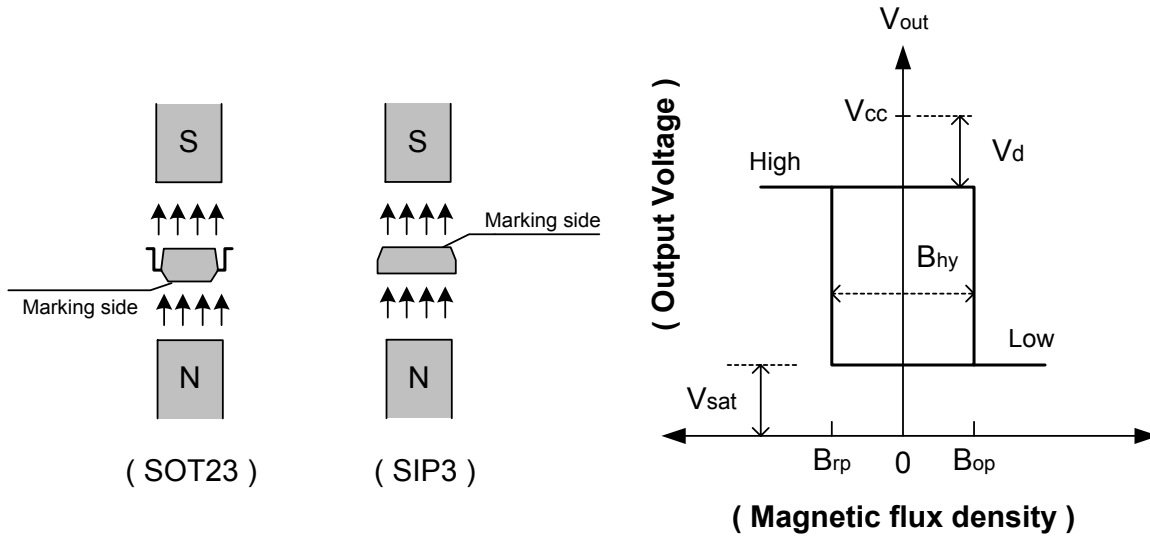 S
Marking side
N
( SOT23 )
S
Marking side
N
( SIP3 )
( Output Voltage )
Vout
Vcc
Vd
High
Bhy
Low
Vsat
Brp
0
Bop
( Magnetic flux density )